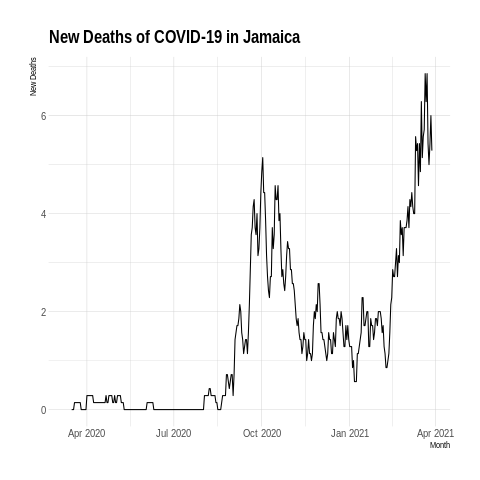 New Deaths of COVID-19 in Jamaica
New Deaths
6
4
2
0
Apr 2020 Jul 2020 Oct 2020 Jan 2021 Apr 2021
Month